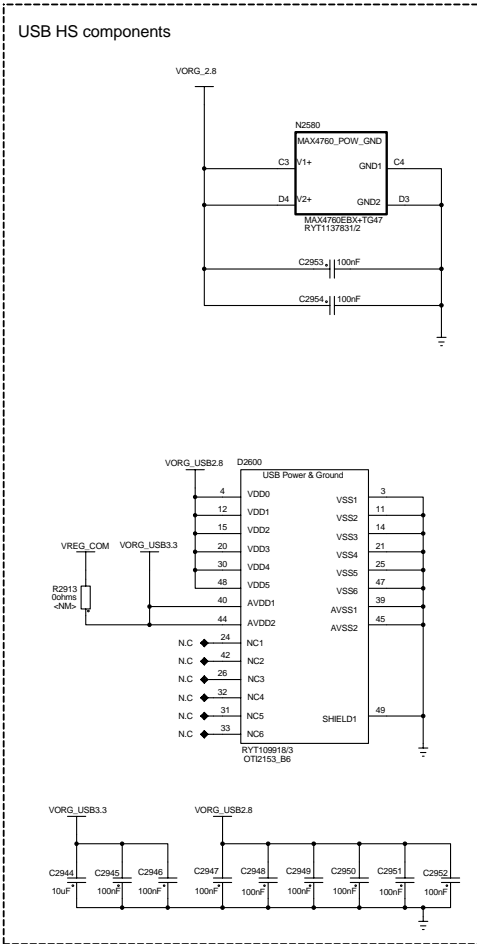 USB HS components
VORG_2.8
N2580
MAX4760_POW_GND
C3 V1+ GND1 C4
D4 V2+ GND2 D3
MAX4760EBX+TG47
RYT1137831/2
C2953 100nF
C2954 100nF
VORG_USB2.8
D2600
USB Power & Ground
4 VDD0 VSS1 3
12 VDD1 VSS2 11
15 VDD2 VSS3 14
20 VDD3 VSS4 21
30 VDD4 VSS5 25
48 VDD5 VSS6 47
40 AVDD1 AVSS1 39
44 AVDD2 AVSS2 45
VREG_COM VORG_USB3.3
R2913
0ohms
<NM>
N.C 24 NC1
N.C 42 NC2
N.C 26 NC3
N.C 32 NC4
N.C 31 NC5 SHIELD1 49
N.C 33 NC6
RYT109918/3
OTI2153_B6
VORG_USB3.3 VORG_USB2.8
C2944 C2945 C2946 C2947 C2948 C2949 C2950 C2951 C2952
10uF 100nF 100nF 100nF 100nF 100nF 100nF 100nF 100nF